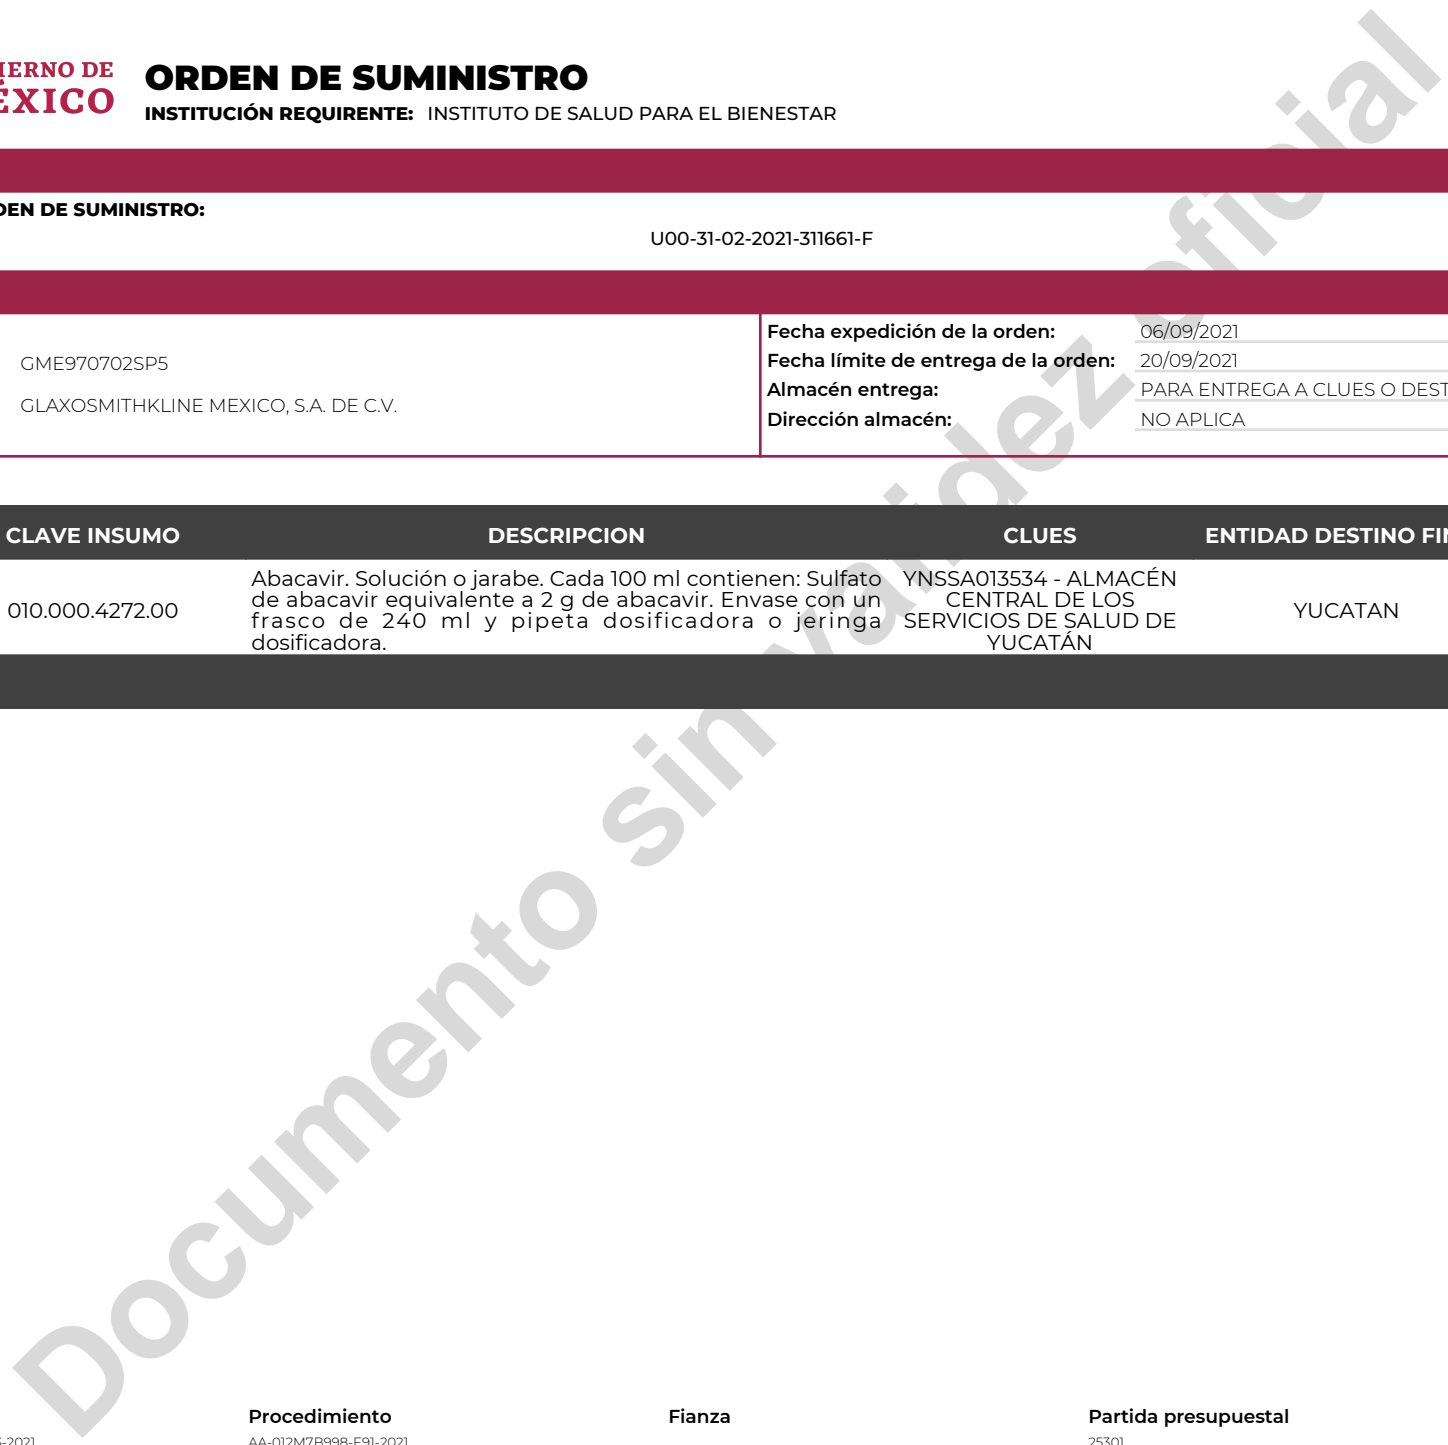 ORDEN DE SUMINISTRO
INSTITUCIÓN REQUIRENTE: INSTITUTO DE SALUD PARA EL BIENESTAR
DE SUMINISTRO:
U00-31-02-2021-311661-F
GME970702SP5
GLAXOSMITHKLINE MEXICO, S.A. DE C.V.
Fecha expedición de la orden: 06/09/2021
Fecha límite de entrega de la orden: 20/09/2021
Almacén entrega: PARA ENTREGA A CLUES O DEST
Dirección almacén: NO APLICA
CLAVE INSUMO DESCRIPCION CLUES ENTIDAD DESTINO FIN
010.000.4272.00
Abacavir. Solución o jarabe. Cada 100 ml contienen: Sulfato
de abacavir equivalente a 2 g de abacavir. Envase con un
frasco de 240 ml y pipeta dosificadora o jeringa
dosificadora.
YNSSA013534 - ALMACÉN
CENTRAL DE LOS
SERVICIOS DE SALUD DE
YUCATÁN
YUCATAN
Documento sin validez oficial
Procedimiento Fianza Partida presupuestal
-2021 AA-012M7B998-E91-2021 25301